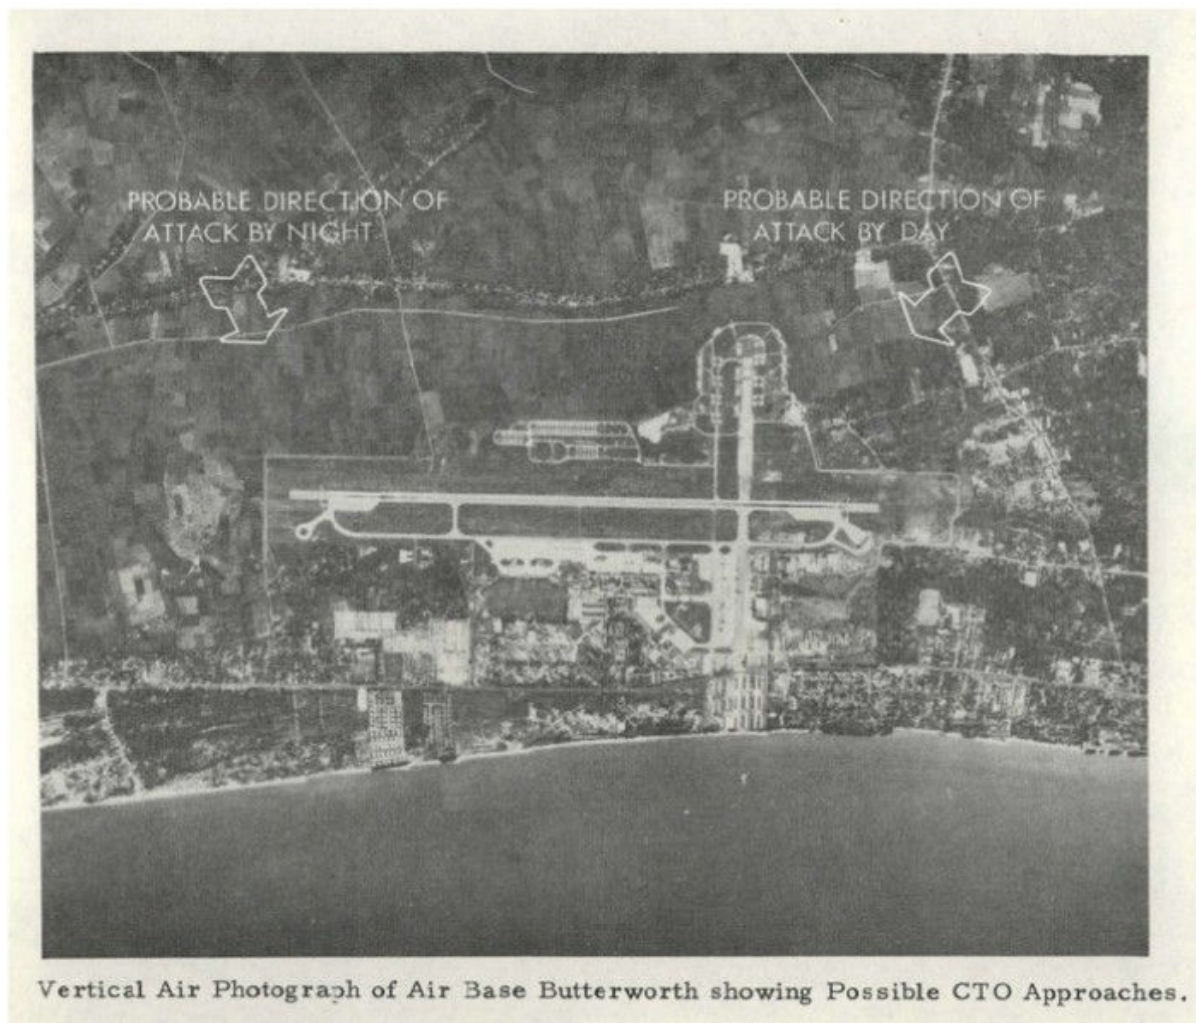 PROBABLE DIRECTION OF
ATTACK BY NIGHT
PROBABLE DIRECTION OF
ATTACK BY DAY
Vertical Air Photograph of Air Base Butterworth showing Possible CTO Approaches.